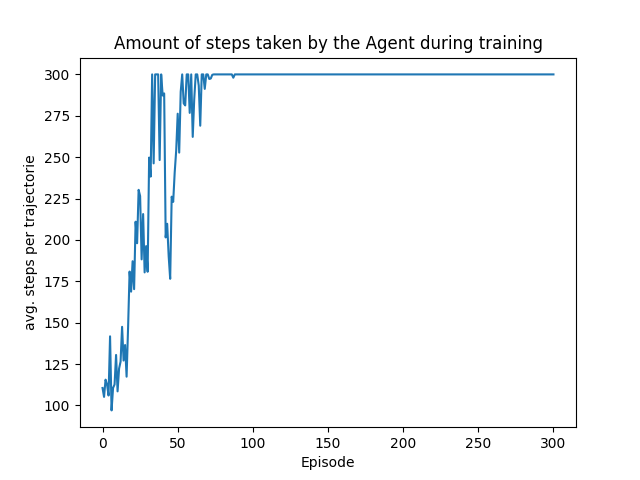 Amount of steps taken by the Agent during training
300
275
250
225
200
175
150
125
100
avg. steps per trajectorie
0 50 100 150 200 250 300
Episode